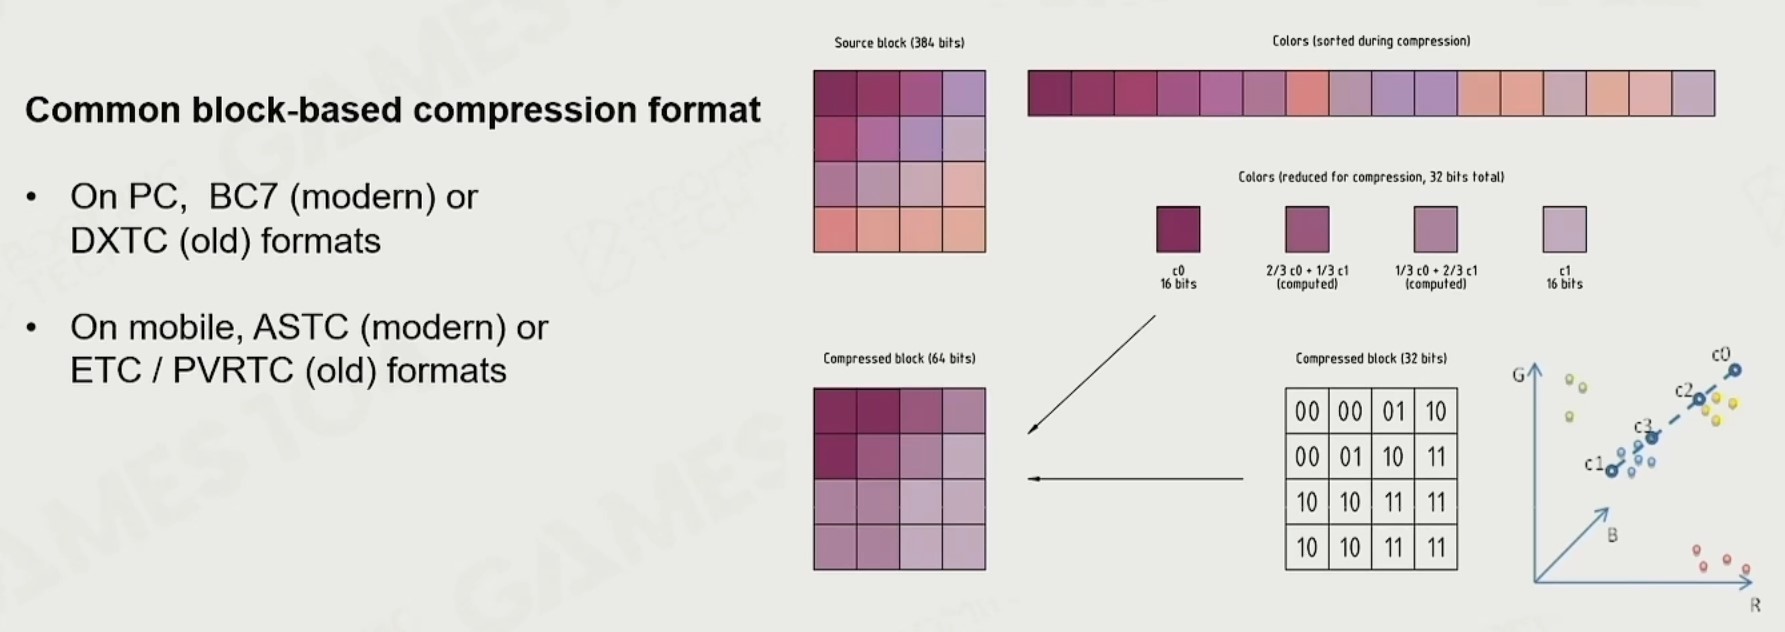 Common block-based compression format
• On PC, BC7 (modern) or
DXTC (old) formats
• On mobile, ASTC (modern) or
ETC / PVRTC (old) formats
Source block (384 bits)
Colors (sorted during compression)
Colors (reduced for compression, 32 bits total)
c0
16 bits
2/3 c0 + 1/3 c1
(computed)
1/3 c0 + 2/3 c1
(computed)
c1
16 bits
Compressed block (64 bits)
Compressed block (32 bits)
00 00 01 10
00 01 10 11
10 10 11 11
10 10 11 11
G
c0
c2
c3
c1
B
R